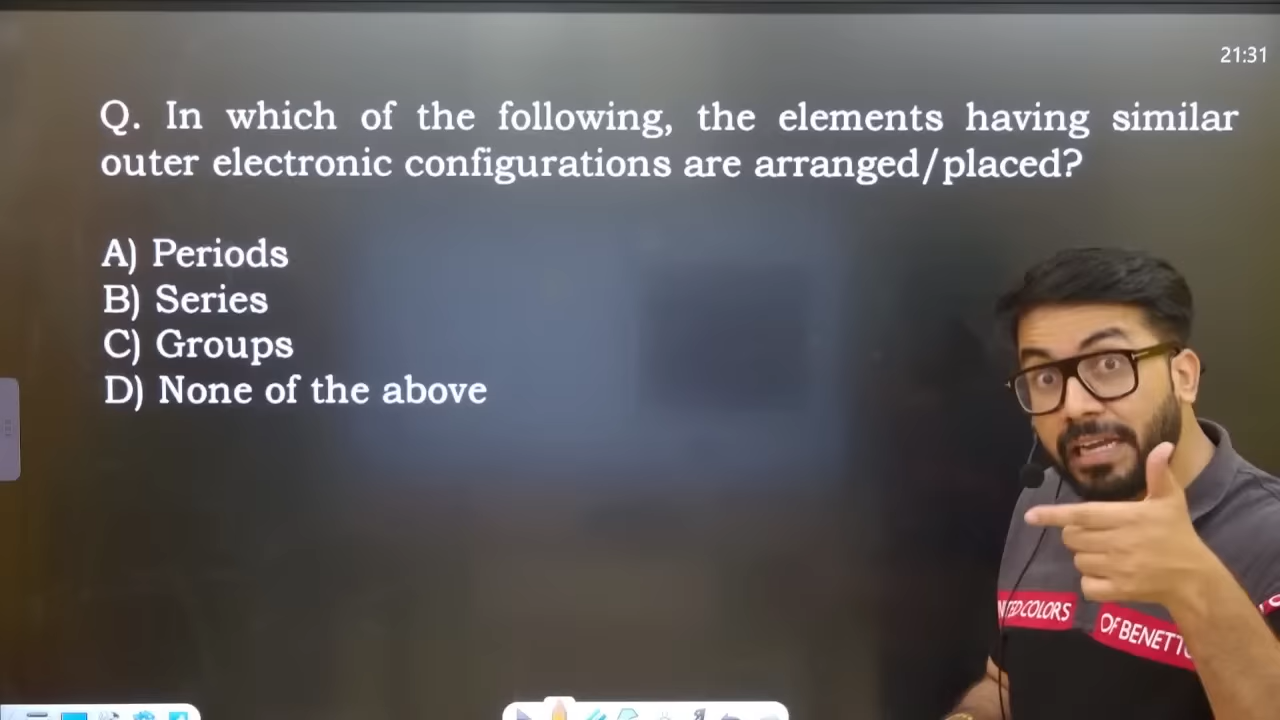 21:31
Q. In which of the following, the elements having similar
outer electronic configurations are arranged/placed?
A) Periods
B) Series
C) Groups
D) None of the above
COLORS
OF